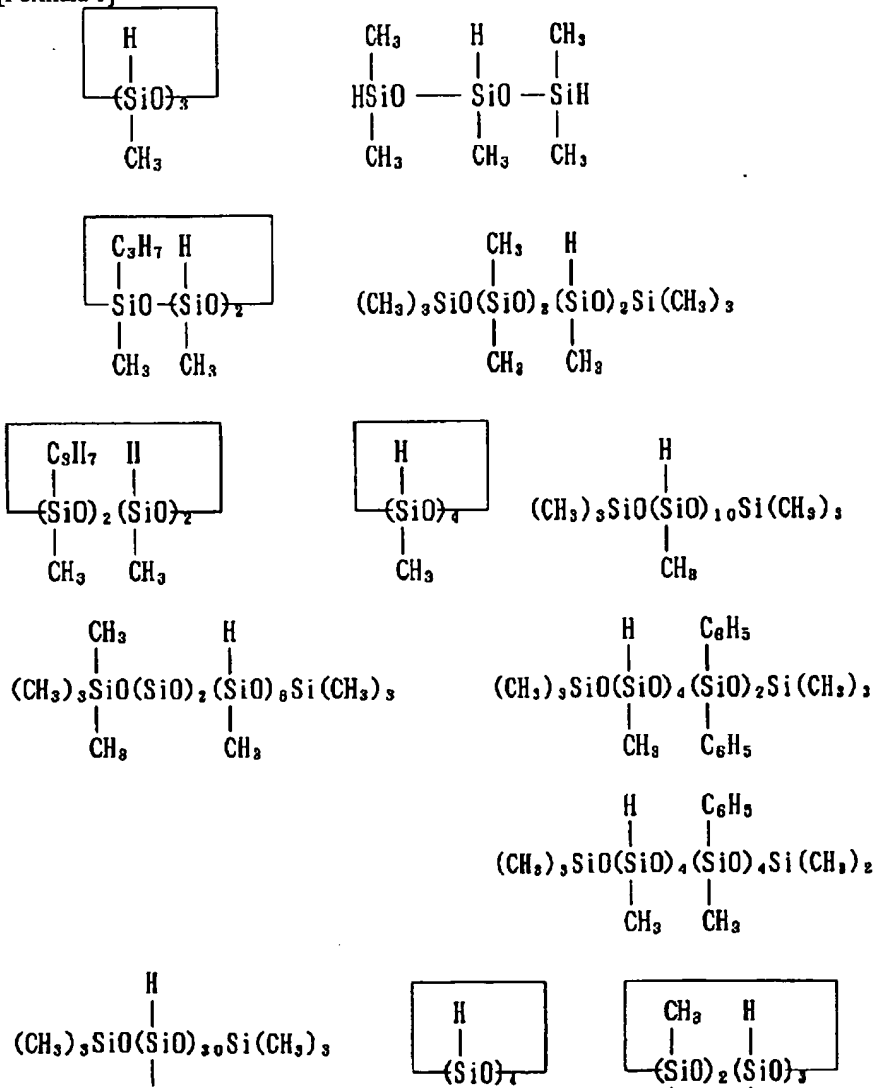 H CH₃ H CH₃
(SiO)₃ HSiO — SiO — SiH
CH₃ CH₃ CH₃ CH₃
C₃H₇ H CH₃ H
SiO (SiO)₂ (CH₃)₃SiO(SiO)₂(SiO)₂Si(CH₃)₃
CH₃ CH₃ CH₃ CH₃
C₃H₇ H H H
(SiO)₂(SiO)₂ (SiO)₄ (CH₃)₃SiO(SiO)₁₀Si(CH₃)₃
CH₃ CH₃ CH₃ CH₃
CH₃ H H C₆H₅
(CH₃)₃SiO(SiO)₂(SiO)₆Si(CH₃)₃ (CH₃)₃SiO(SiO)₄(SiO)₂Si(CH₃)₃
CH₃ CH₃ CH₃ C₆H₅
H C₆H₅
(CH₃)₃SiO(SiO)₄(SiO)₄Si(CH₃)₂
CH₃ CH₃
H H CH₃ H
(CH₃)₃SiO(SiO)₃₀Si(CH₃)₃ (SiO)₄ (SiO)₂(SiO)₃